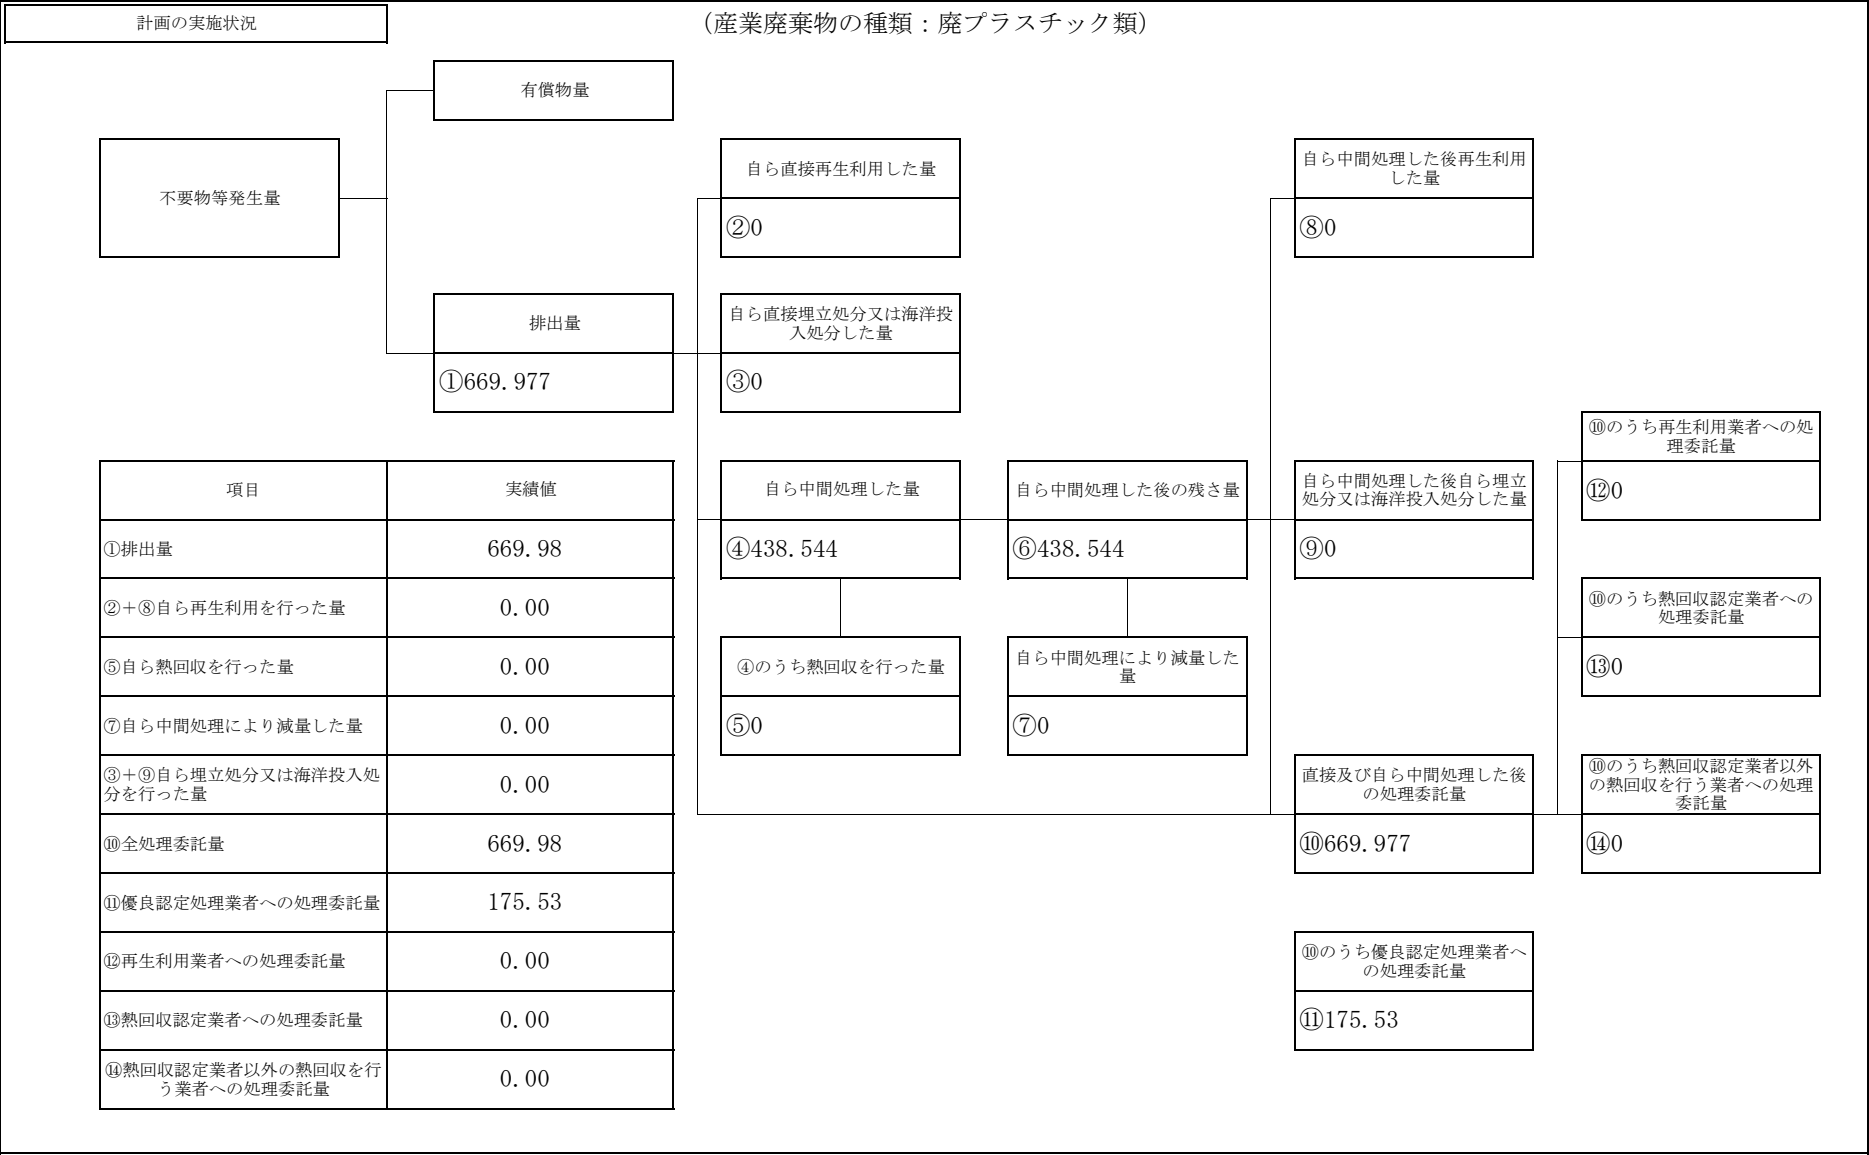 計画の実施状況
（産業廃棄物の種類：廃プラスチック類）
有償物量
不要物等発生量
自ら直接再生利用した量
②0
自ら中間処理した後再生利用
した量
⑧0
排出量
①669.977
自ら直接埋立処分又は海洋投
入処分した量
③0
⑩のうち再生利用業者への処
理委託量
⑫0
項目
実績値
①排出量
669.98
②＋⑧自ら再生利用を行った量
0.00
⑤自ら熱回収を行った量
0.00
⑦自ら中間処理により減量した量
0.00
③＋⑨自ら埋立処分又は海洋投入処
分を行った量
0.00
⑩全処理委託量
669.98
⑪優良認定処理業者への処理委託量
175.53
⑫再生利用業者への処理委託量
0.00
⑬熱回収認定業者への処理委託量
0.00
⑭熱回収認定業者以外の熱回収を行
う業者への処理委託量
0.00
自ら中間処理した量
④438.544
自ら中間処理した後の残さ量
⑥438.544
自ら中間処理した後自ら埋立
処分又は海洋投入処分した量
⑨0
④のうち熱回収を行った量
⑤0
自ら中間処理により減量した
量
⑦0
⑩のうち熱回収認定業者への
処理委託量
⑬0
直接及び自ら中間処理した後
の処理委託量
⑩669.977
⑩のうち熱回収認定業者以外
の熱回収を行う業者への処理
委託量
⑭0
⑩のうち優良認定処理業者へ
の処理委託量
⑪175.53